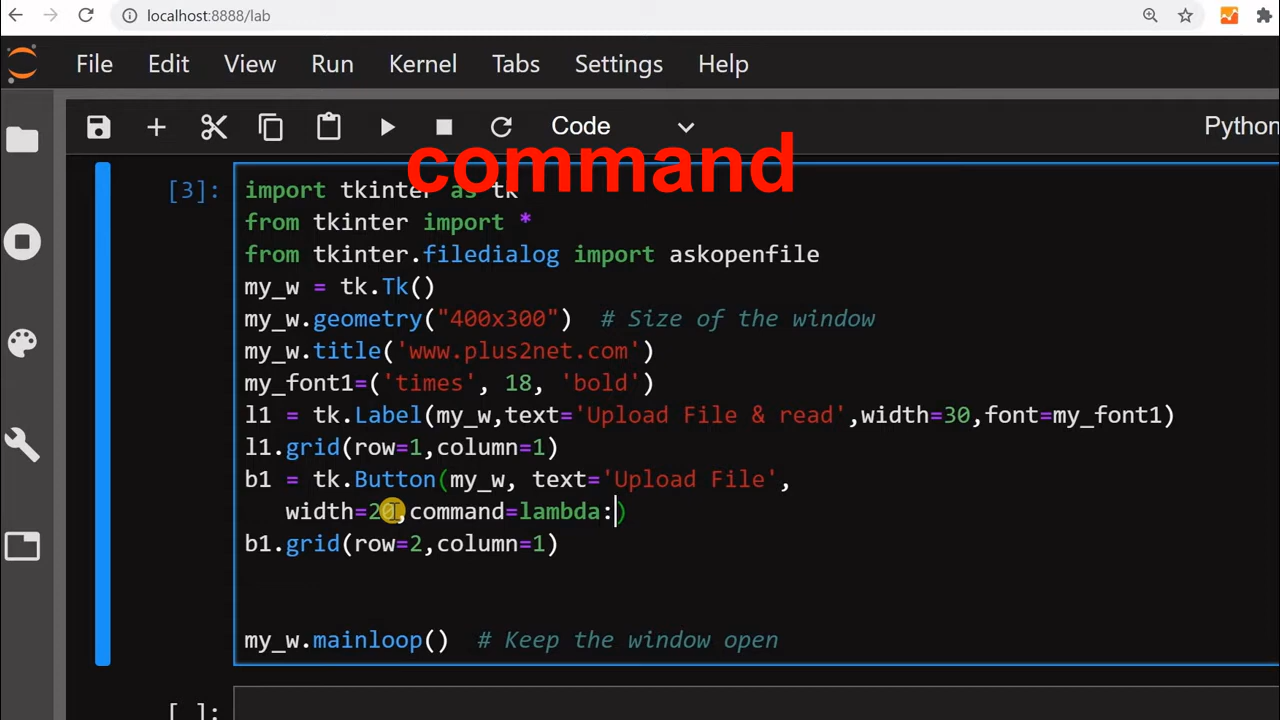 localhost:8888/lab
File Edit View Run Kernel Tabs Settings Help
Code Python
command
[3]:
import tkinter as tk
from tkinter import *
from tkinter.filedialog import askopenfile
my_w = tk.Tk()
my_w.geometry("400x300")  # Size of the window
my_w.title('www.plus2net.com')
my_font1=('times', 18, 'bold')
l1 = tk.Label(my_w,text='Upload File & read',width=30,font=my_font1)
l1.grid(row=1,column=1)
b1 = tk.Button(my_w, text='Upload File',
   width=20,command=lambda:)
b1.grid(row=2,column=1)
my_w.mainloop()  # Keep the window open
[ ]: